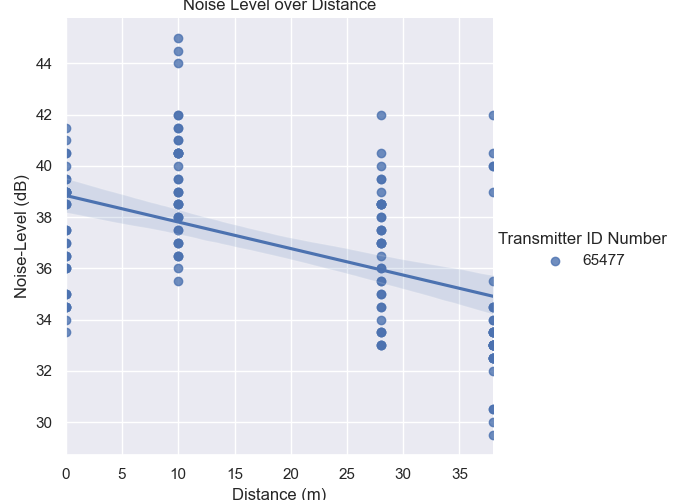 Noise Level over Distance
44
42
40
38
36
34
32
30
Noise-Level (dB)
0 5 10 15 20 25 30 35
Distance (m)
Transmitter ID Number
65477